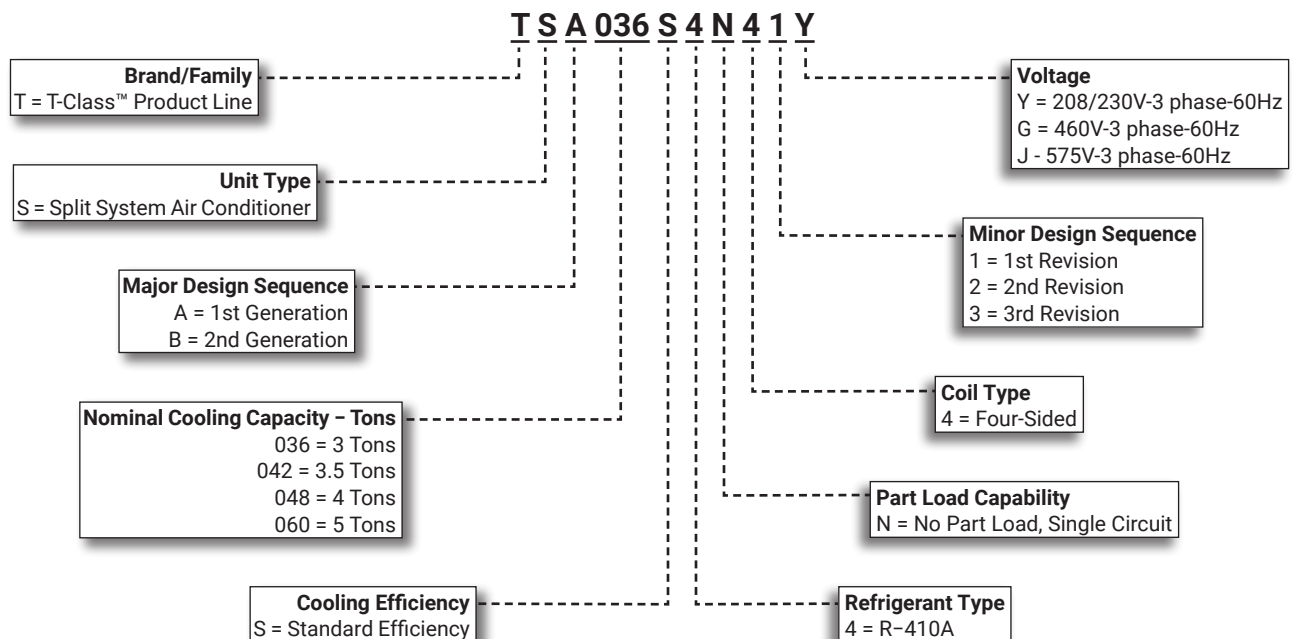 T S A 036 S 4 N 4 1 Y
Brand/Family
T = T-Class™ Product Line
Voltage
Y = 208/230V-3 phase-60Hz
G = 460V-3 phase-60Hz
J - 575V-3 phase-60Hz
Unit Type
S = Split System Air Conditioner
Minor Design Sequence
1 = 1st Revision
2 = 2nd Revision
3 = 3rd Revision
Major Design Sequence
A = 1st Generation
B = 2nd Generation
Coil Type
4 = Four-Sided
Nominal Cooling Capacity – Tons
036 = 3 Tons
042 = 3.5 Tons
048 = 4 Tons
060 = 5 Tons
Part Load Capability
N = No Part Load, Single Circuit
Cooling Efficiency
S = Standard Efficiency
Refrigerant Type
4 = R−410A